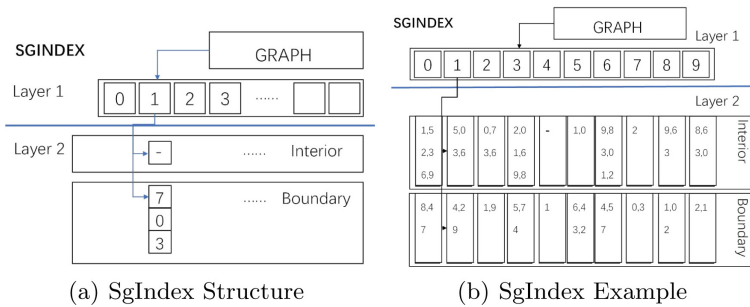 SGINDEX
GRAPH
Layer 1
0 1 2 3 ......
Layer 2
- ...... Interior
7 ...... Boundary
0
3
(a) SgIndex Structure
SGINDEX
GRAPH
Layer 1
0 1 2 3 4 5 6 7 8 9
Layer 2
Interior
1,5 5,0 0,7 2,0 - 1,0 9,8 2 9,6 8,6
2,3 3,6 3,6 1,6 3,0 3 3,0
6,9 9,8 1,2
Boundary
8,4 4,2 1,9 5,7 1 6,4 4,5 0,3 1,0 2,1
7 9 4 3,2 7 2
(b) SgIndex Example